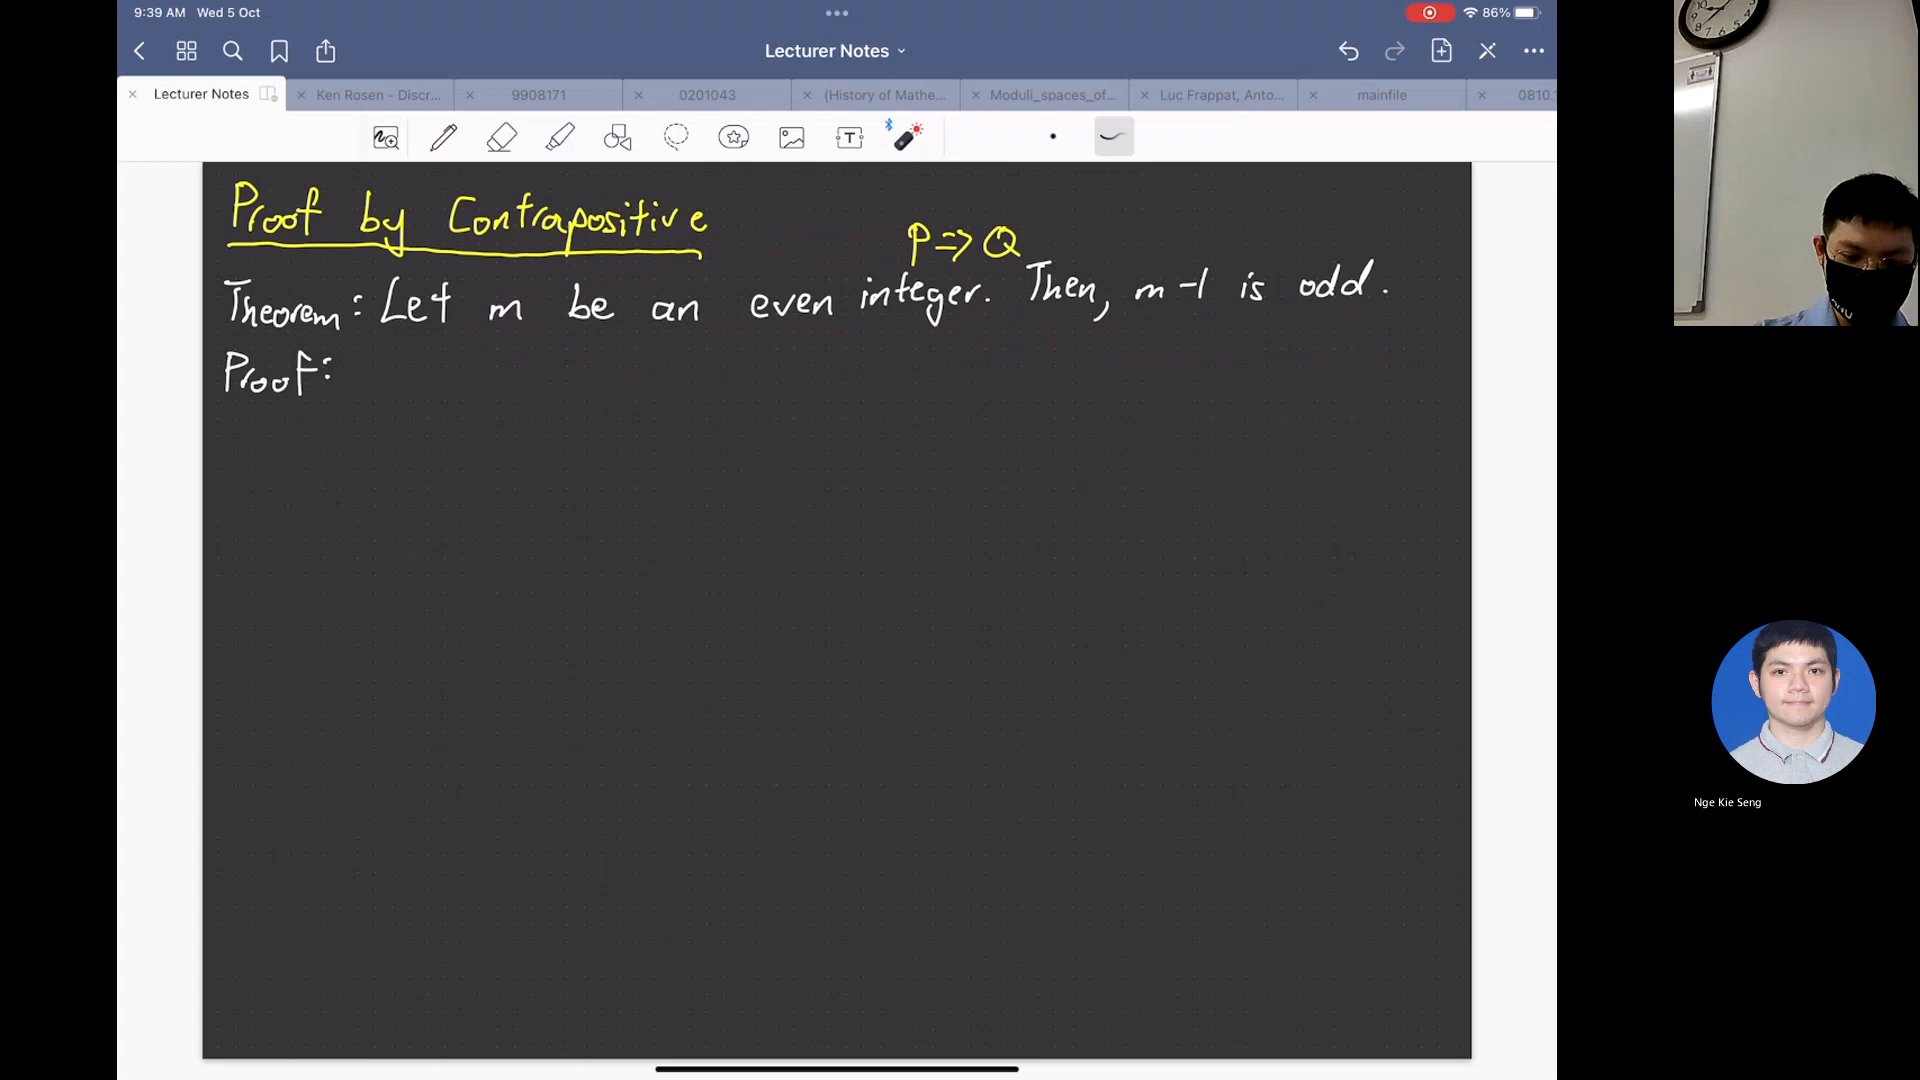 9:39 AM Wed 5 Oct
86%
Lecturer Notes
Lecturer Notes
Ken Rosen - Discr...
9908171
0201043
(History of Mathe...
Moduli_spaces_of...
Luc Frappat, Anto...
mainfile
0810.
T
Proof by Contrapositive
P => Q
Theorem: Let m be an even integer. Then, m-1 is odd.
Proof:
Nge Kie Seng